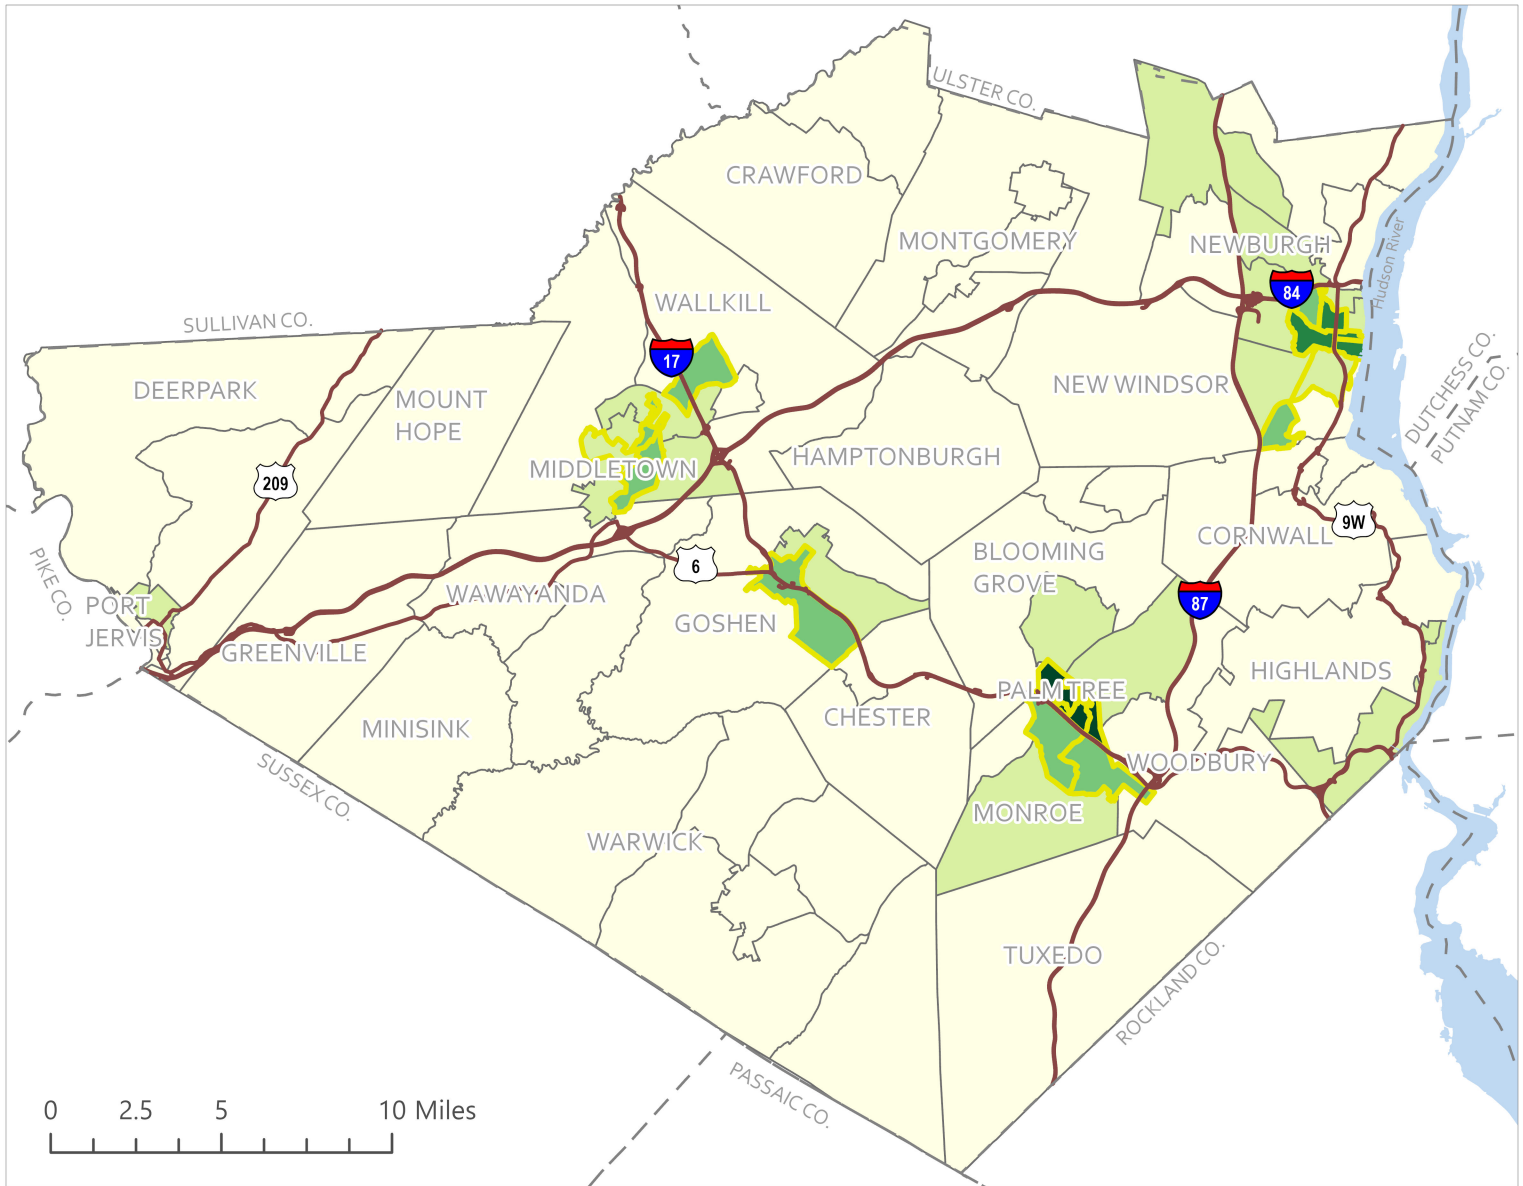 ULSTER CO.
CRAWFORD
MONTGOMERY
NEWBURGH
Hudson River
84
WALLKILL
SULLIVAN CO.
17
DEERPARK
MOUNT
HOPE
NEW WINDSOR
DUTCHESS CO.
PUTNAM CO.
MIDDLETOWN
HAMPTONBURGH
209
9W
CORNWALL
BLOOMING
GROVE
6
PIKE CO.
WAWAYANDA
87
PORT
JERVIS
GOSHEN
GREENVILLE
HIGHLANDS
PALM TREE
CHESTER
MINISINK
WOODBURY
SUSSEX CO.
MONROE
WARWICK
TUXEDO
ROCKLAND CO.
PASSAIC CO.
0 2.5 5 10 Miles